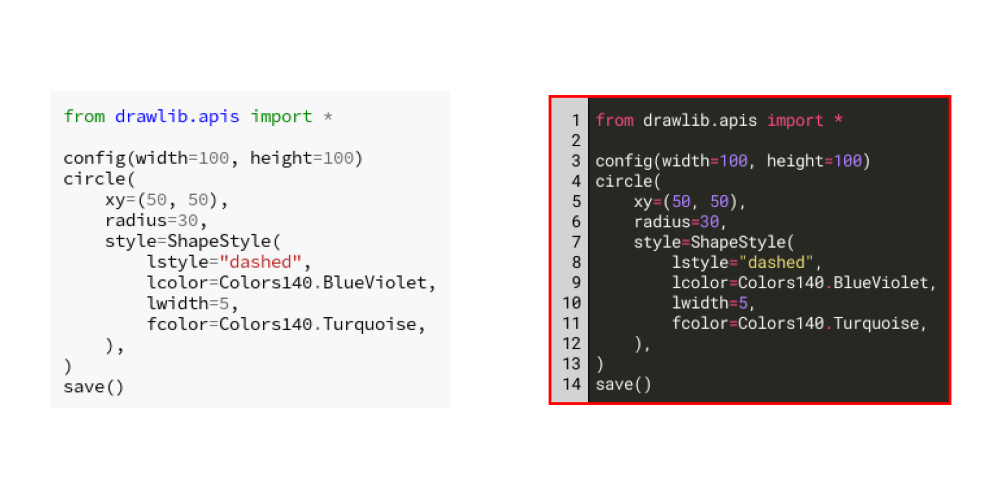 from drawlib.apis import *

config(width=100, height=100)
circle(
    xy=(50, 50),
    radius=30,
    style=ShapeStyle(
        lstyle="dashed",
        lcolor=Colors140.BlueViolet,
        lwidth=5,
        fcolor=Colors140.Turquoise,
    ),
)
save()
1 from drawlib.apis import *
2
3 config(width=100, height=100)
4 circle(
5     xy=(50, 50),
6     radius=30,
7     style=ShapeStyle(
8         lstyle="dashed",
9         lcolor=Colors140.BlueViolet,
10         lwidth=5,
11         fcolor=Colors140.Turquoise,
12     ),
13 )
14 save()